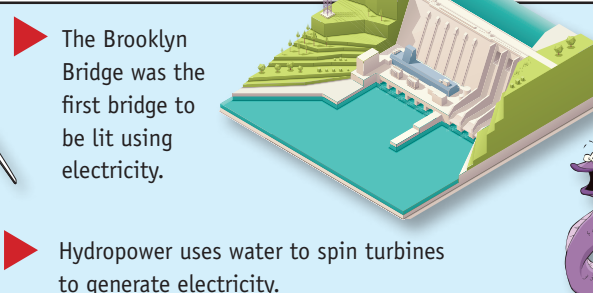 The Brooklyn
Bridge was the
first bridge to
be lit using
electricity.
Hydropower uses water to spin turbines
to generate electricity.